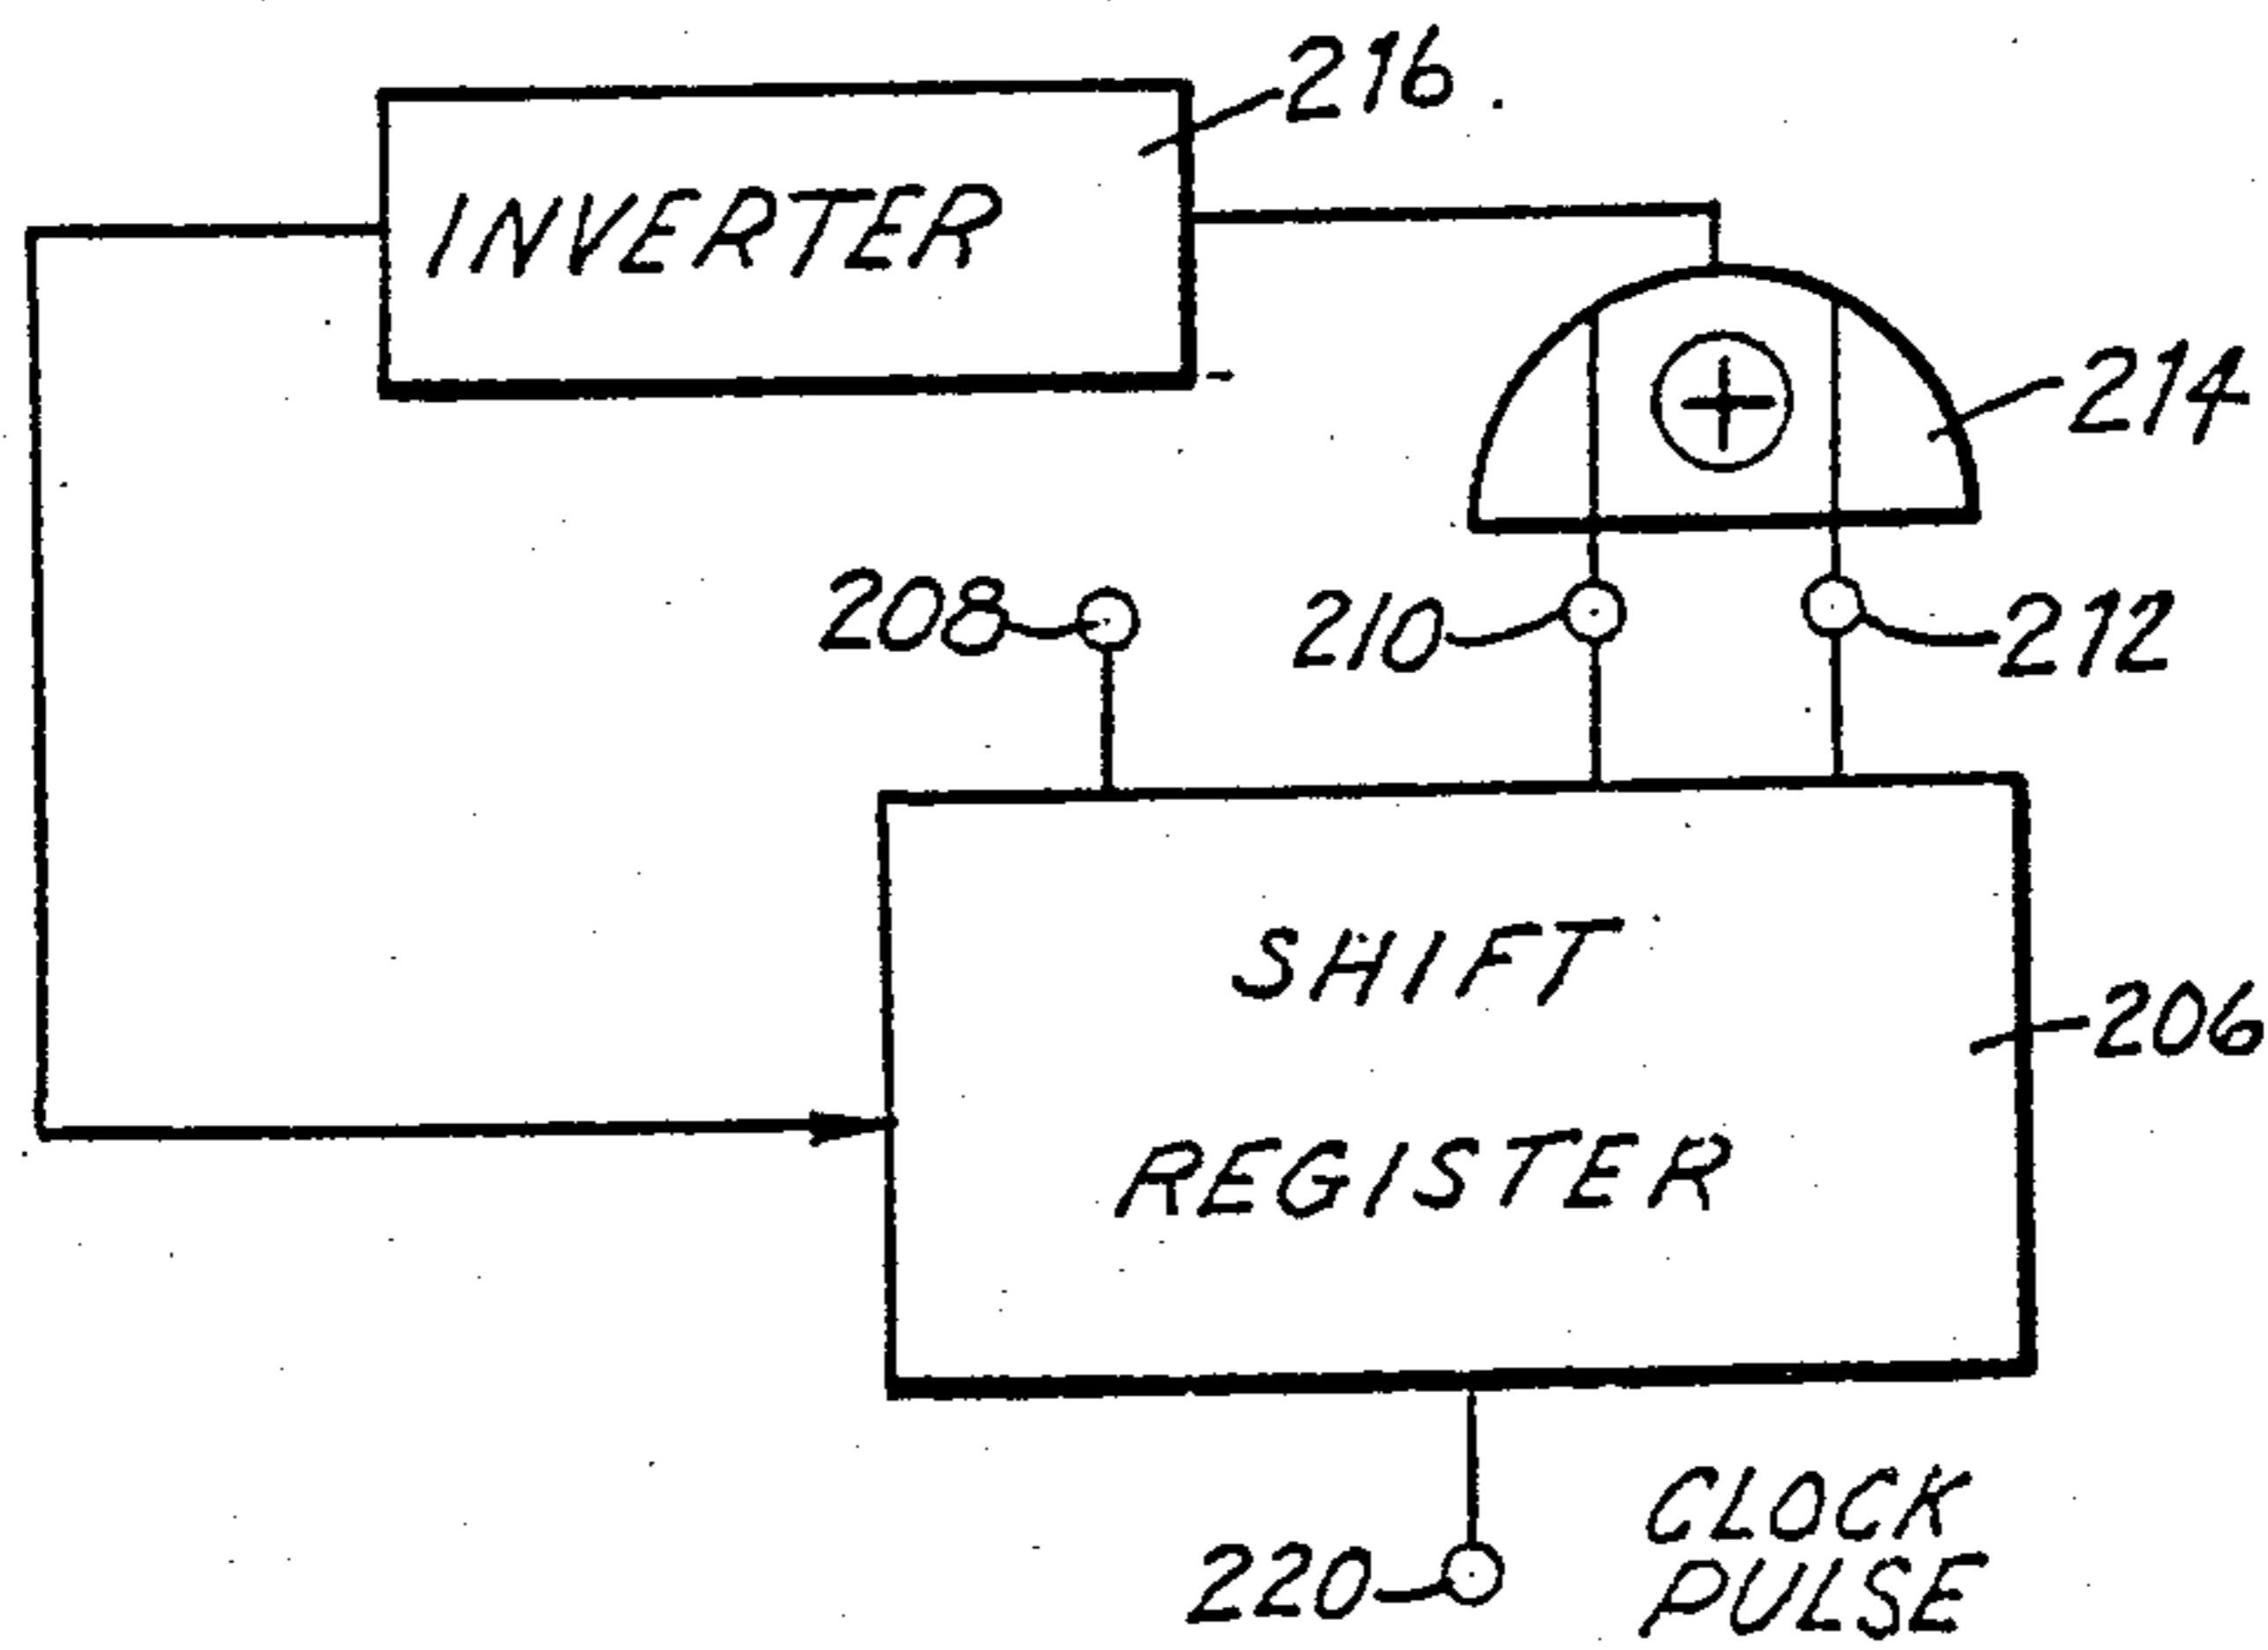 216
INVERTER
214
208
210
212
SHIFT
REGISTER
206
220
CLOCK
PULSE